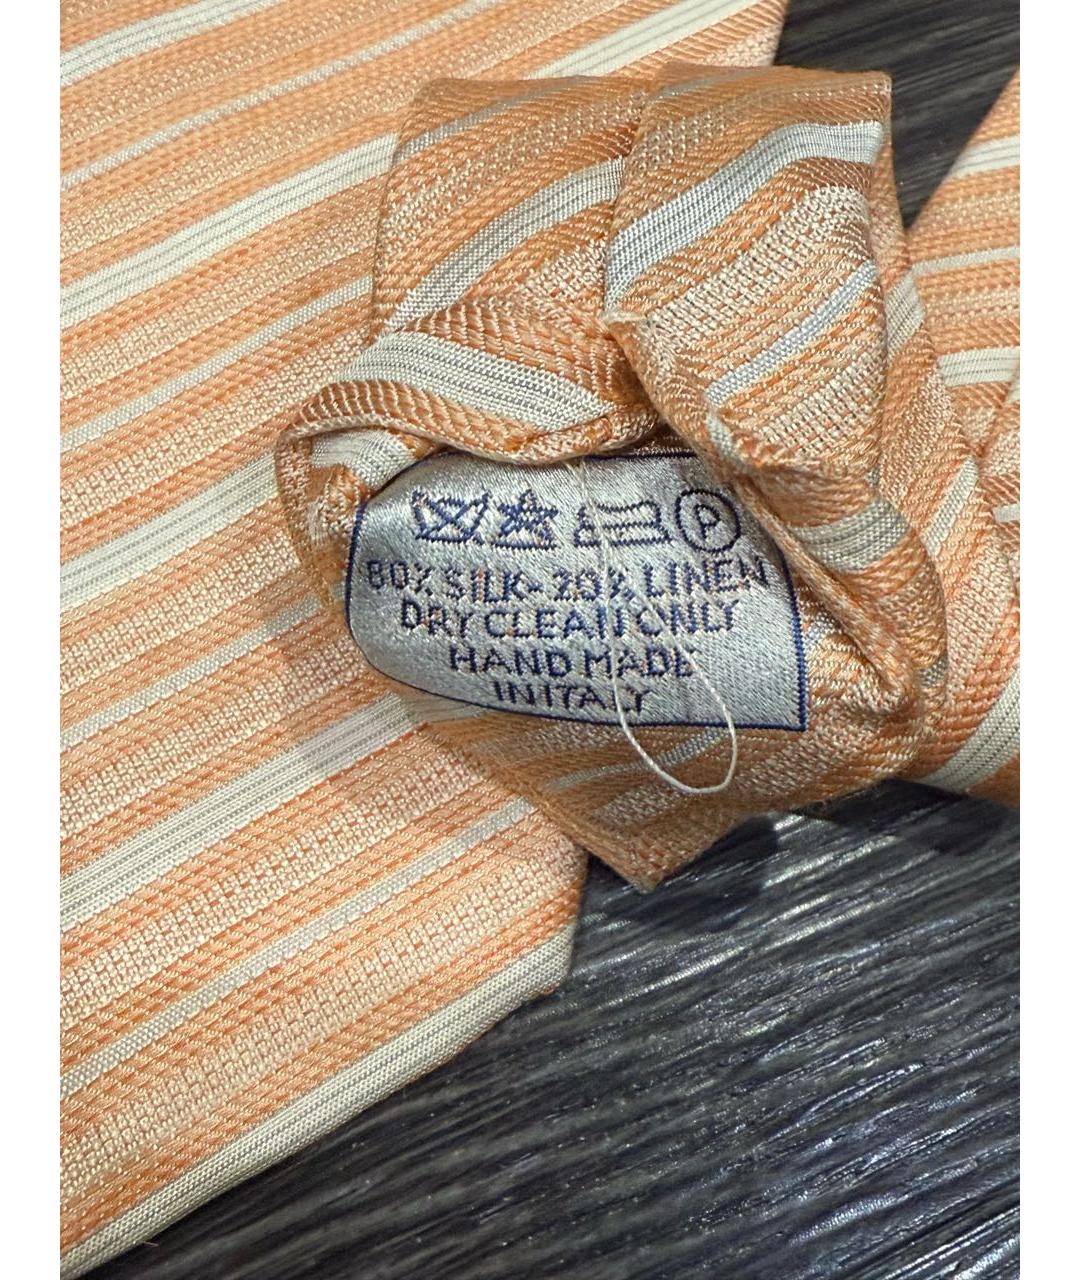 P
80% SILK-20% LINEN
DRY CLEAN ONLY
HAND MADE
IN ITALY